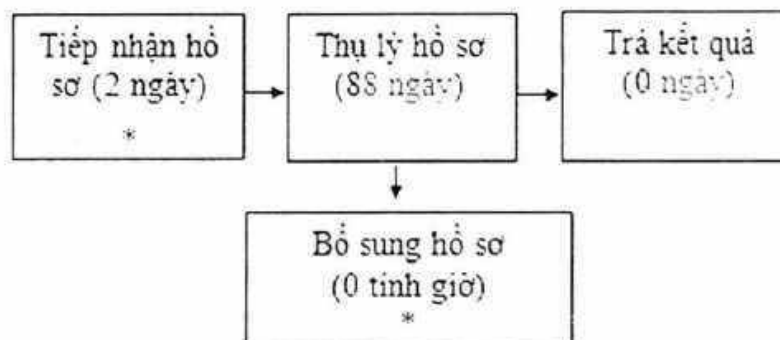 Tiếp nhận hồ
sơ (2 ngày)
*
Thụ lý hồ sơ
(88 ngày)
Trả kết quả
(0 ngày)
Bổ sung hồ sơ
(0 tính giờ)
*